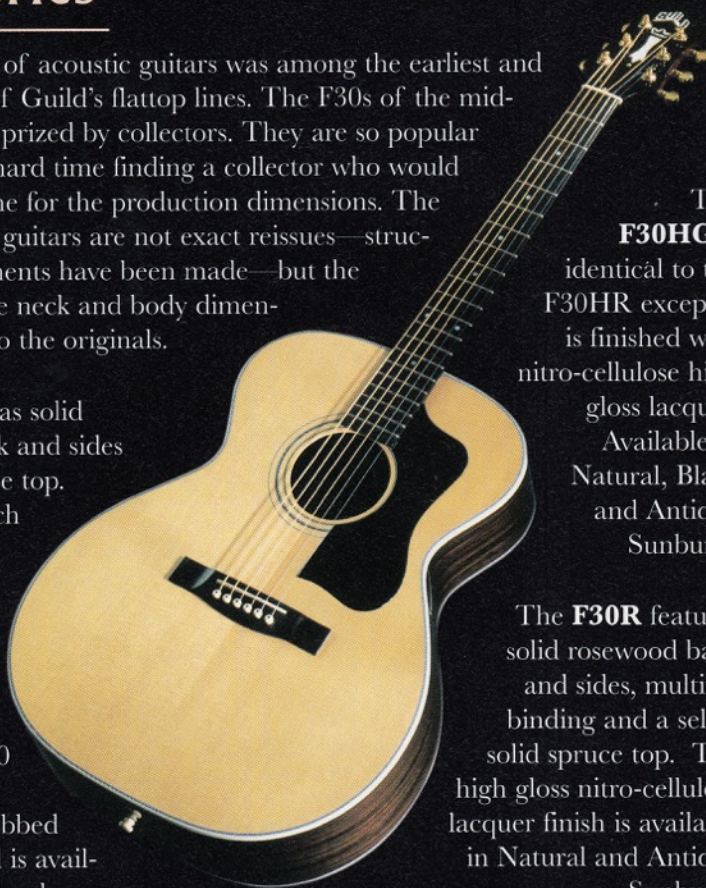 of acoustic guitars was among the earliest and
f Guild's flattop lines. The F30s of the mid-
prized by collectors. They are so popular
hard time finding a collector who would
ne for the production dimensions. The
guitars are not exact reissues—struc-
ments have been made—but the
e neck and body dimen-
o the originals.
as solid
k and sides
e top.
ch
0
bbed
l is avail-
GUILD
F30HG
identical to t
F30HR excep
is finished w
nitro-cellulose hi
gloss lacqu
Available
Natural, Bla
and Antiq
Sunbu
The F30R featu
solid rosewood ba
and sides, multi
binding and a sel
solid spruce top. T
high gloss nitro-cellulo
lacquer finish is availa
in Natural and Antiq